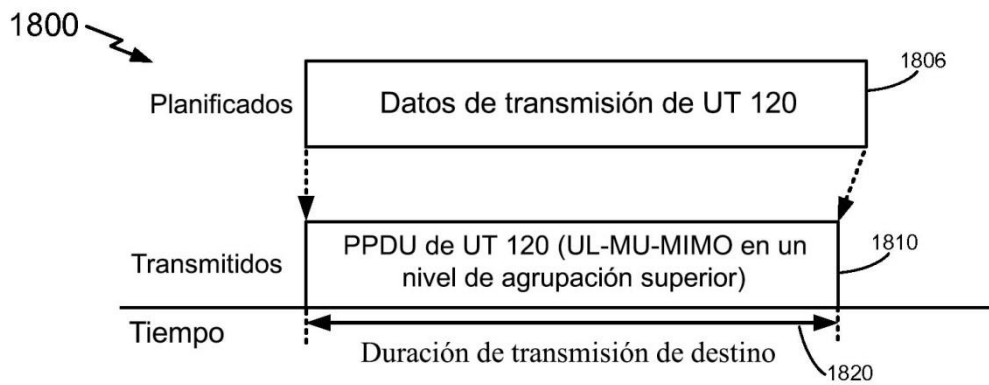 1800
1806
Planificados
Datos de transmisión de UT 120
PPDU de UT 120 (UL-MU-MIMO en un
nivel de agrupación superior)
1810
Transmitidos
Tiempo
Duración de transmisión de destino
1820